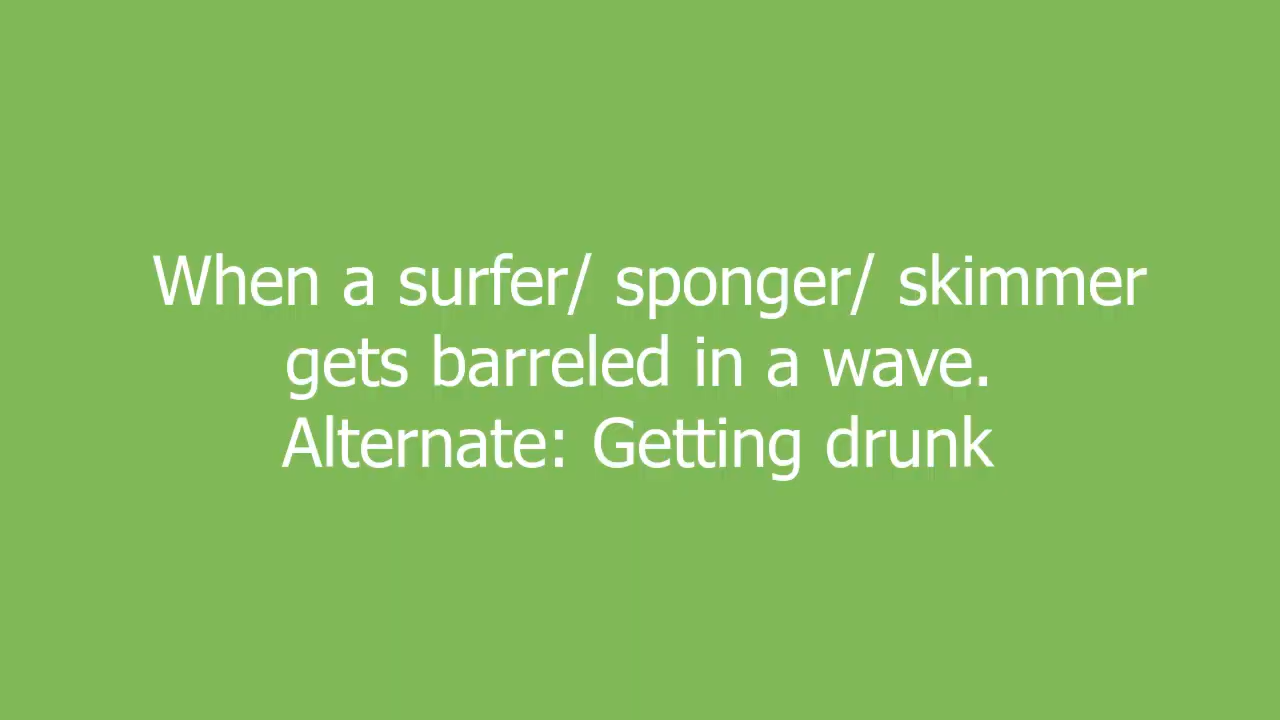 When a surfer/ sponger/ skimmer
gets barreled in a wave.
Alternate: Getting drunk